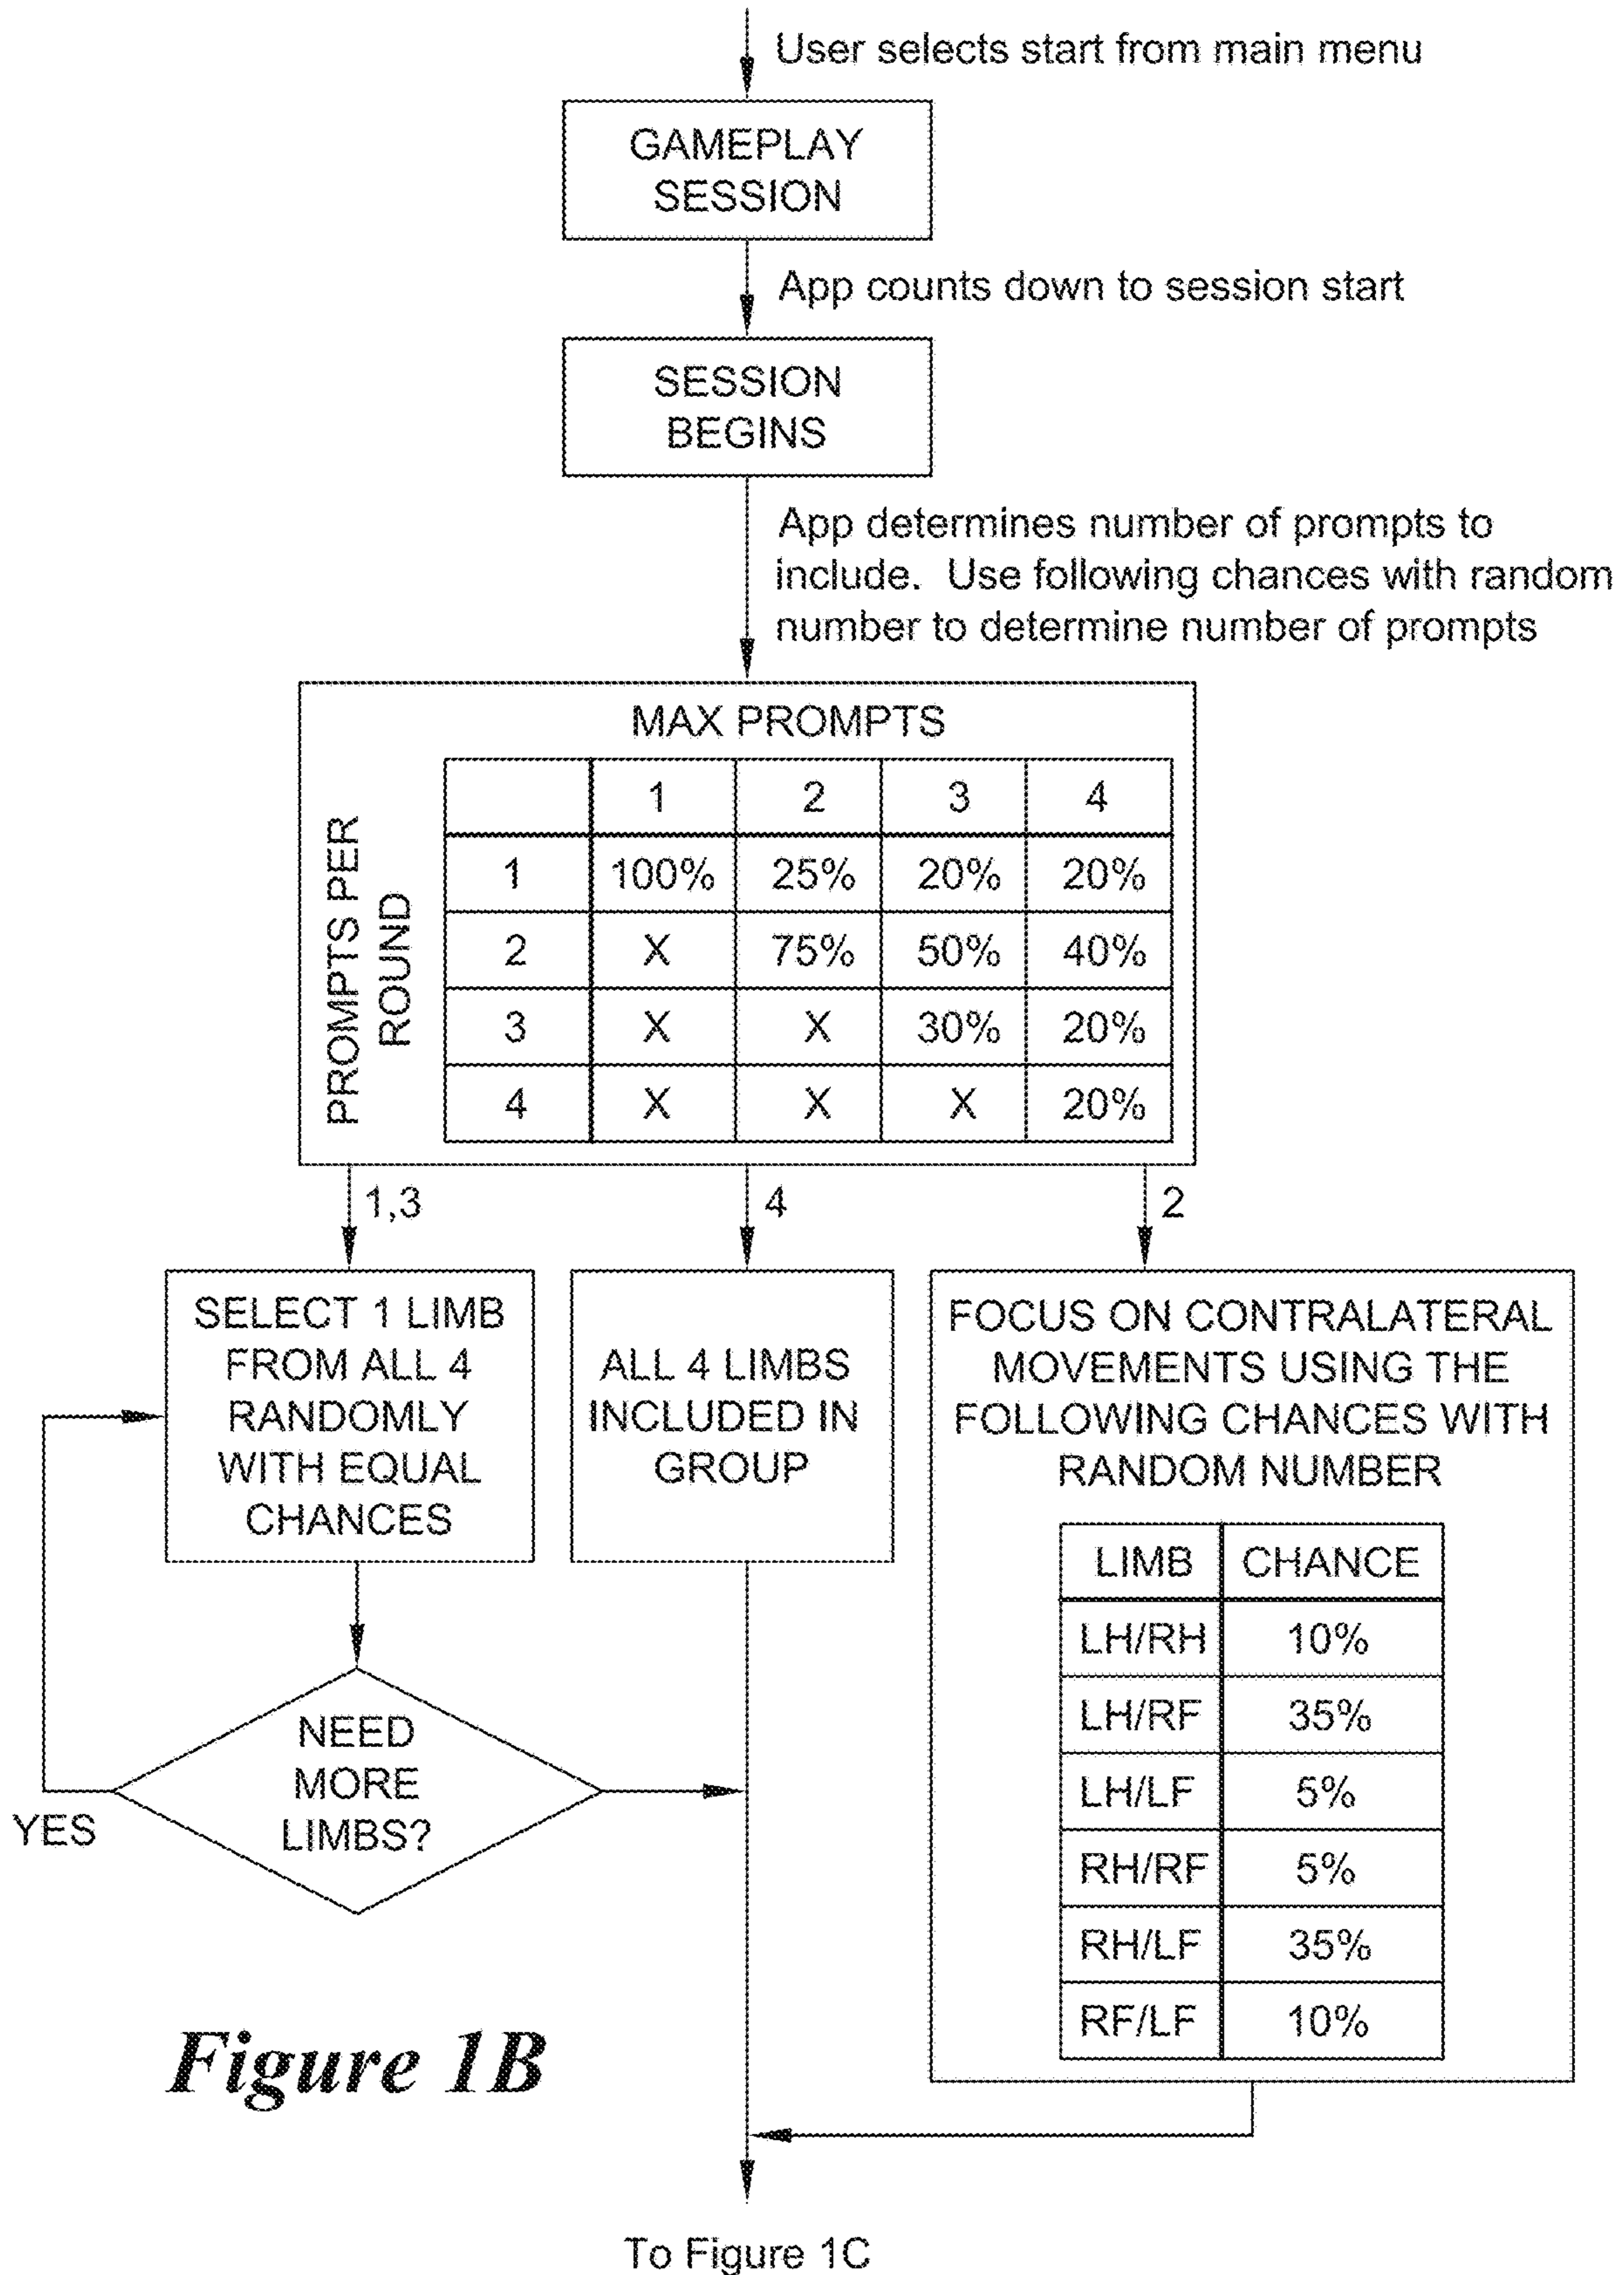 User selects start from main menu
GAMEPLAY
SESSION
App counts down to session start
SESSION
BEGINS
App determines number of prompts to
include. Use following chances with random
number to determine number of prompts
MAX PROMPTS
PROMPTS PER
ROUND
1 2 3 4
1 100% 25% 20% 20%
2 X 75% 50% 40%
3 X X 30% 20%
4 X X X 20%
1,3
4
2
SELECT 1 LIMB
FROM ALL 4
RANDOMLY
WITH EQUAL
CHANCES
ALL 4 LIMBS
INCLUDED IN
GROUP
FOCUS ON CONTRALATERAL
MOVEMENTS USING THE
FOLLOWING CHANCES WITH
RANDOM NUMBER
LIMB CHANCE
LH/RH 10%
LH/RF 35%
LH/LF 5%
RH/RF 5%
RH/LF 35%
RF/LF 10%
NEED
MORE
LIMBS?
YES
Figure 1B
To Figure 1C